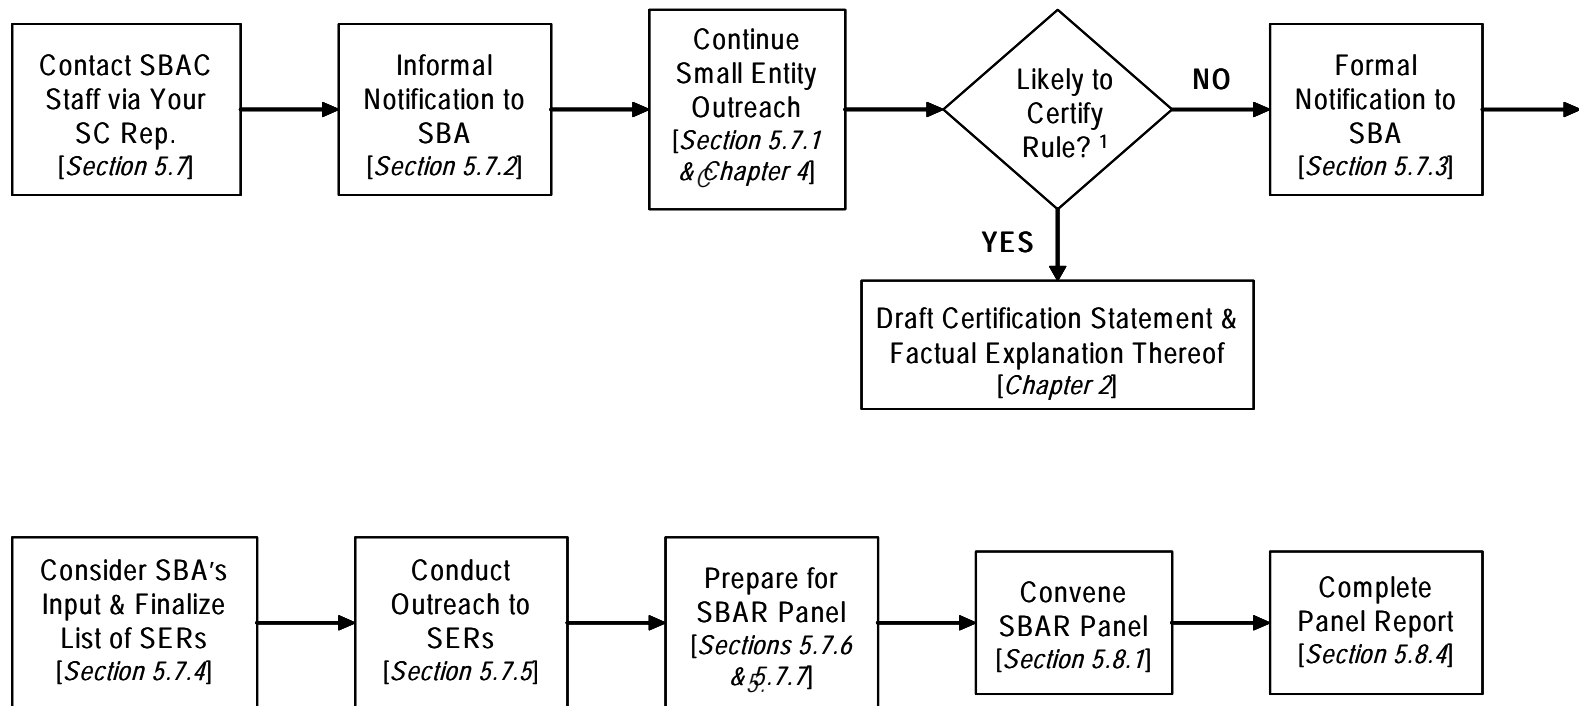 Contact SBAC
Staff via Your
SC Rep.
[Section 5.7]
Informal
Notification to
SBA
[Section 5.7.2]
Continue
Small Entity
Outreach
[Section 5.7.1
& Chapter 4]
Likely to
Certify
Rule? 1
NO
Formal
Notification to
SBA
[Section 5.7.3]
YES
Draft Certification Statement &
Factual Explanation Thereof
[Chapter 2]
Consider SBA's
Input & Finalize
List of SERs
[Section 5.7.4]
Conduct
Outreach to
SERs
[Section 5.7.5]
Prepare for
SBAR Panel
[Sections 5.7.6
& 5.7.7]
Convene
SBAR Panel
[Section 5.8.1]
Complete
Panel Report
[Section 5.8.4]